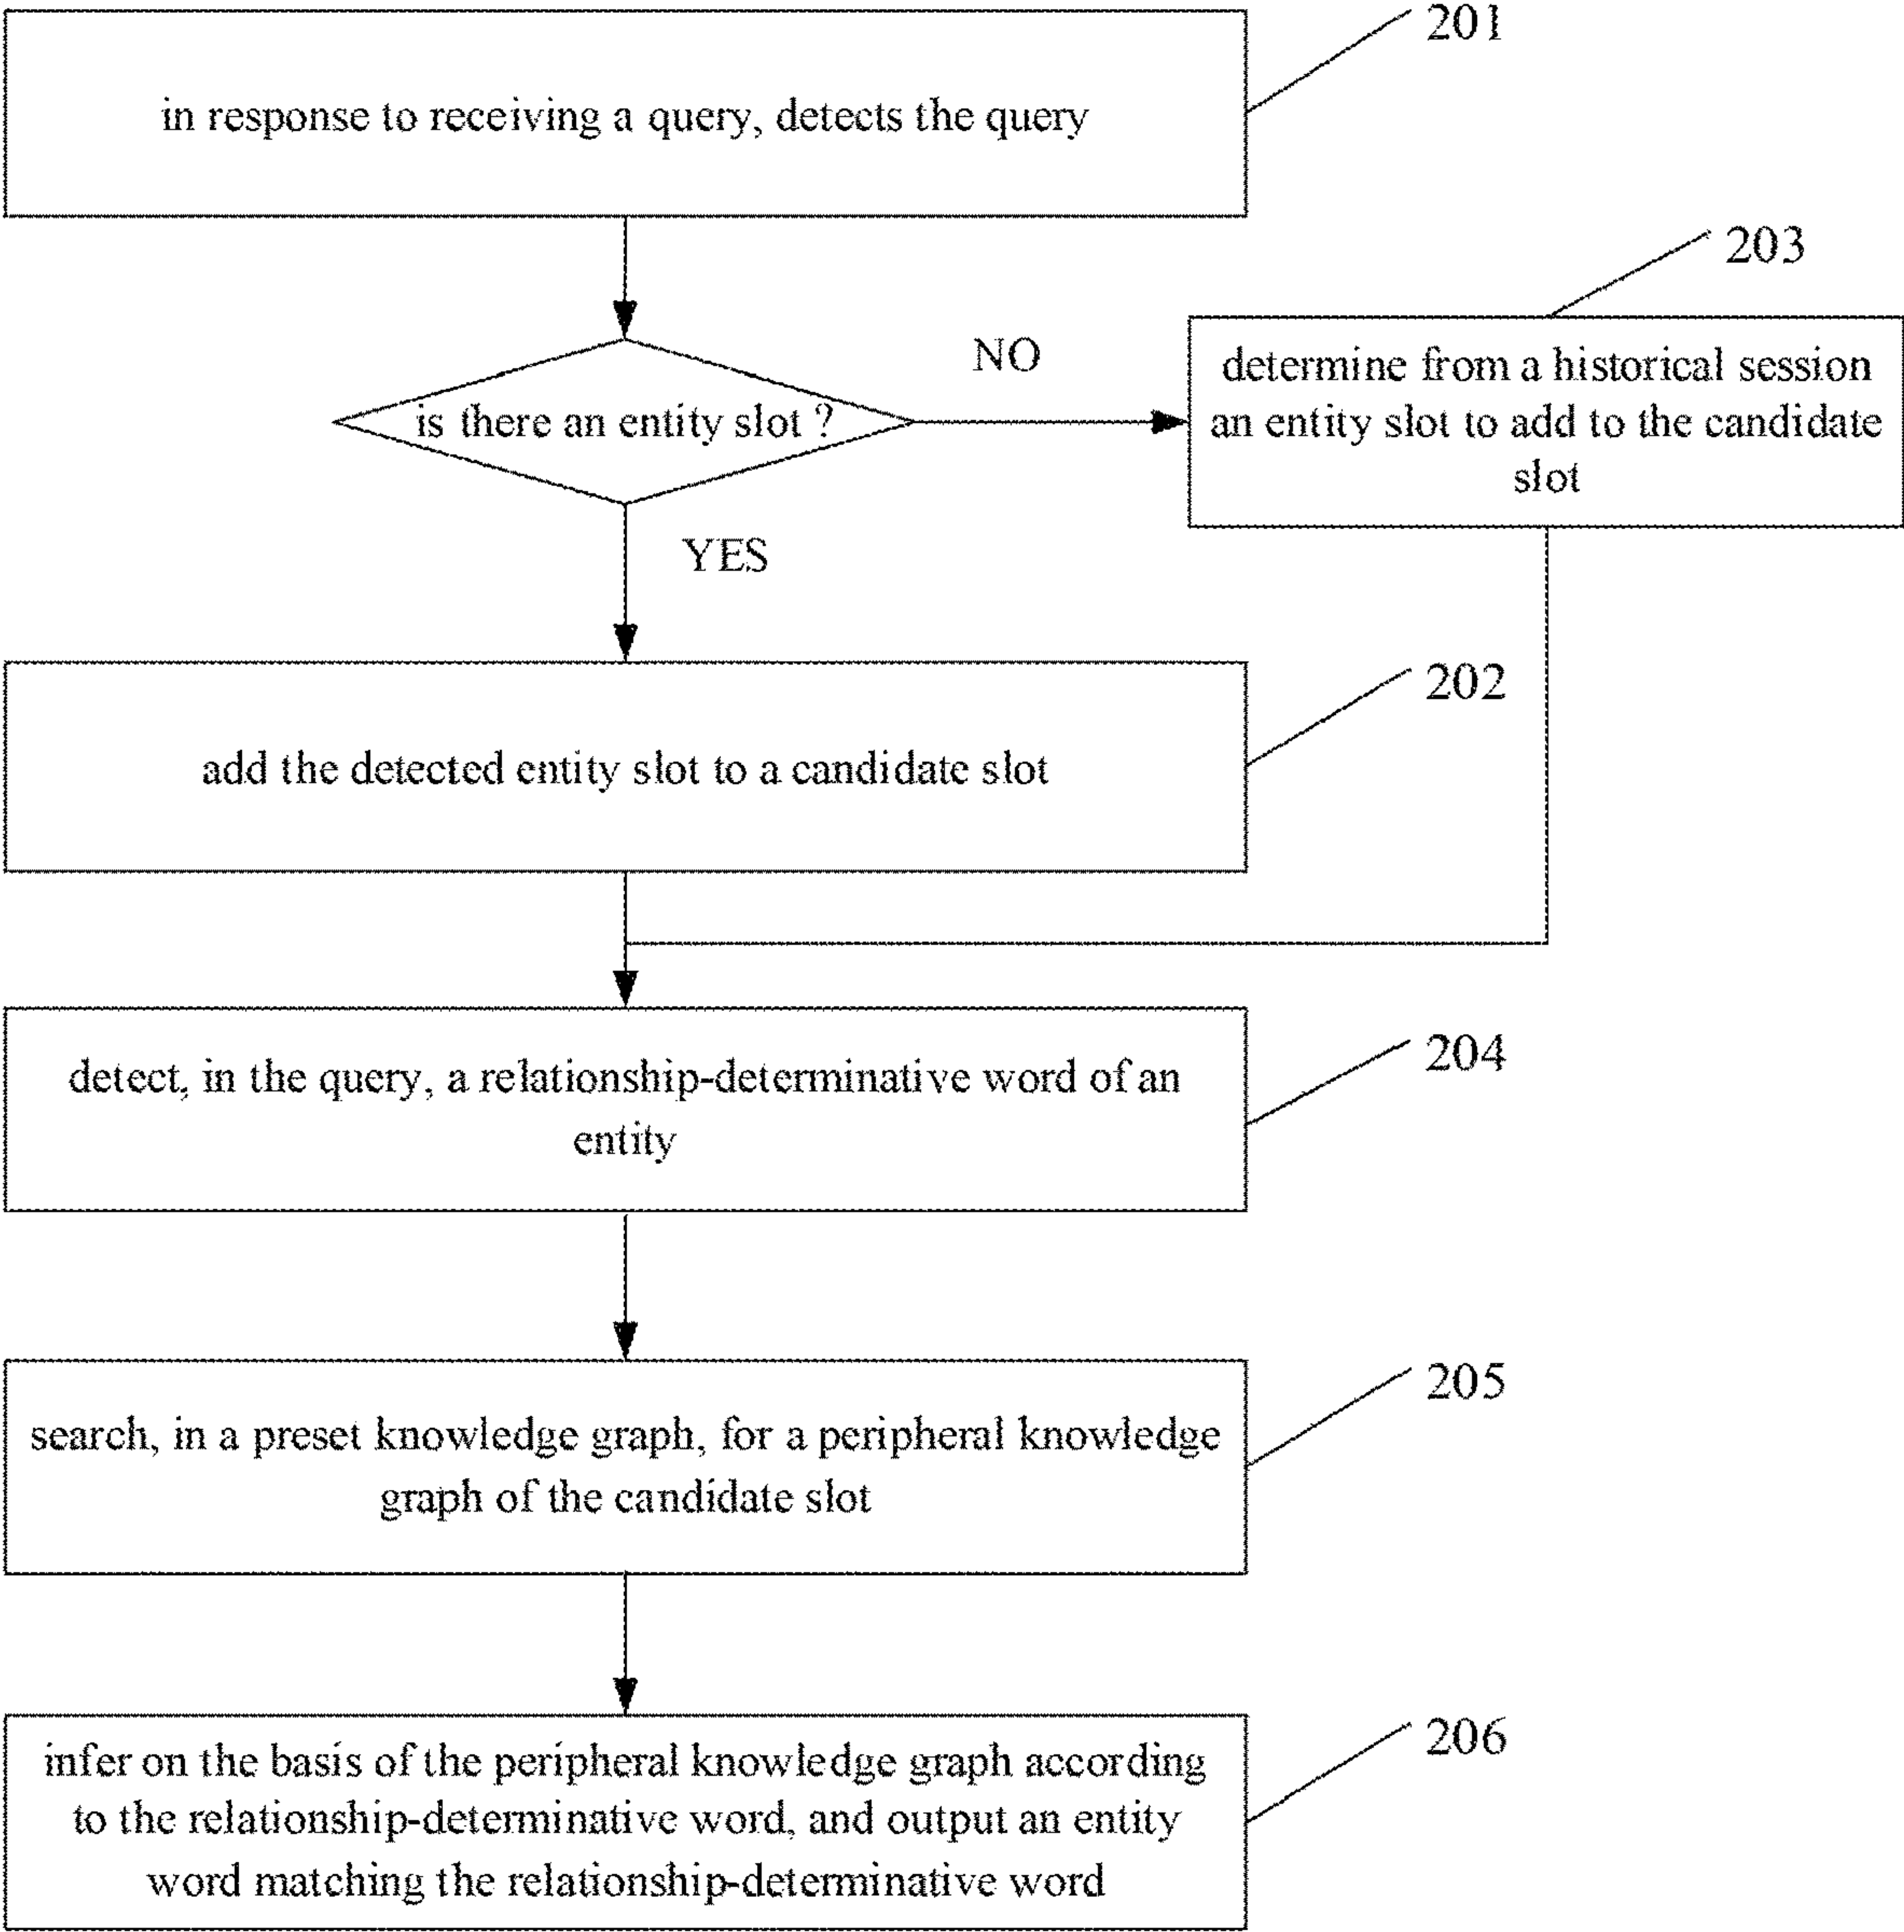 201
in response to receiving a query, detects the query
203
NO
determine from a historical session
an entity slot to add to the candidate
slot
is there an entity slot ?
YES
202
add the detected entity slot to a candidate slot
204
detect, in the query, a relationship-determinative word of an
entity
205
search, in a preset knowledge graph, for a peripheral knowledge
graph of the candidate slot
206
infer on the basis of the peripheral knowledge graph according
to the relationship-determinative word, and output an entity
word matching the relationship-determinative word